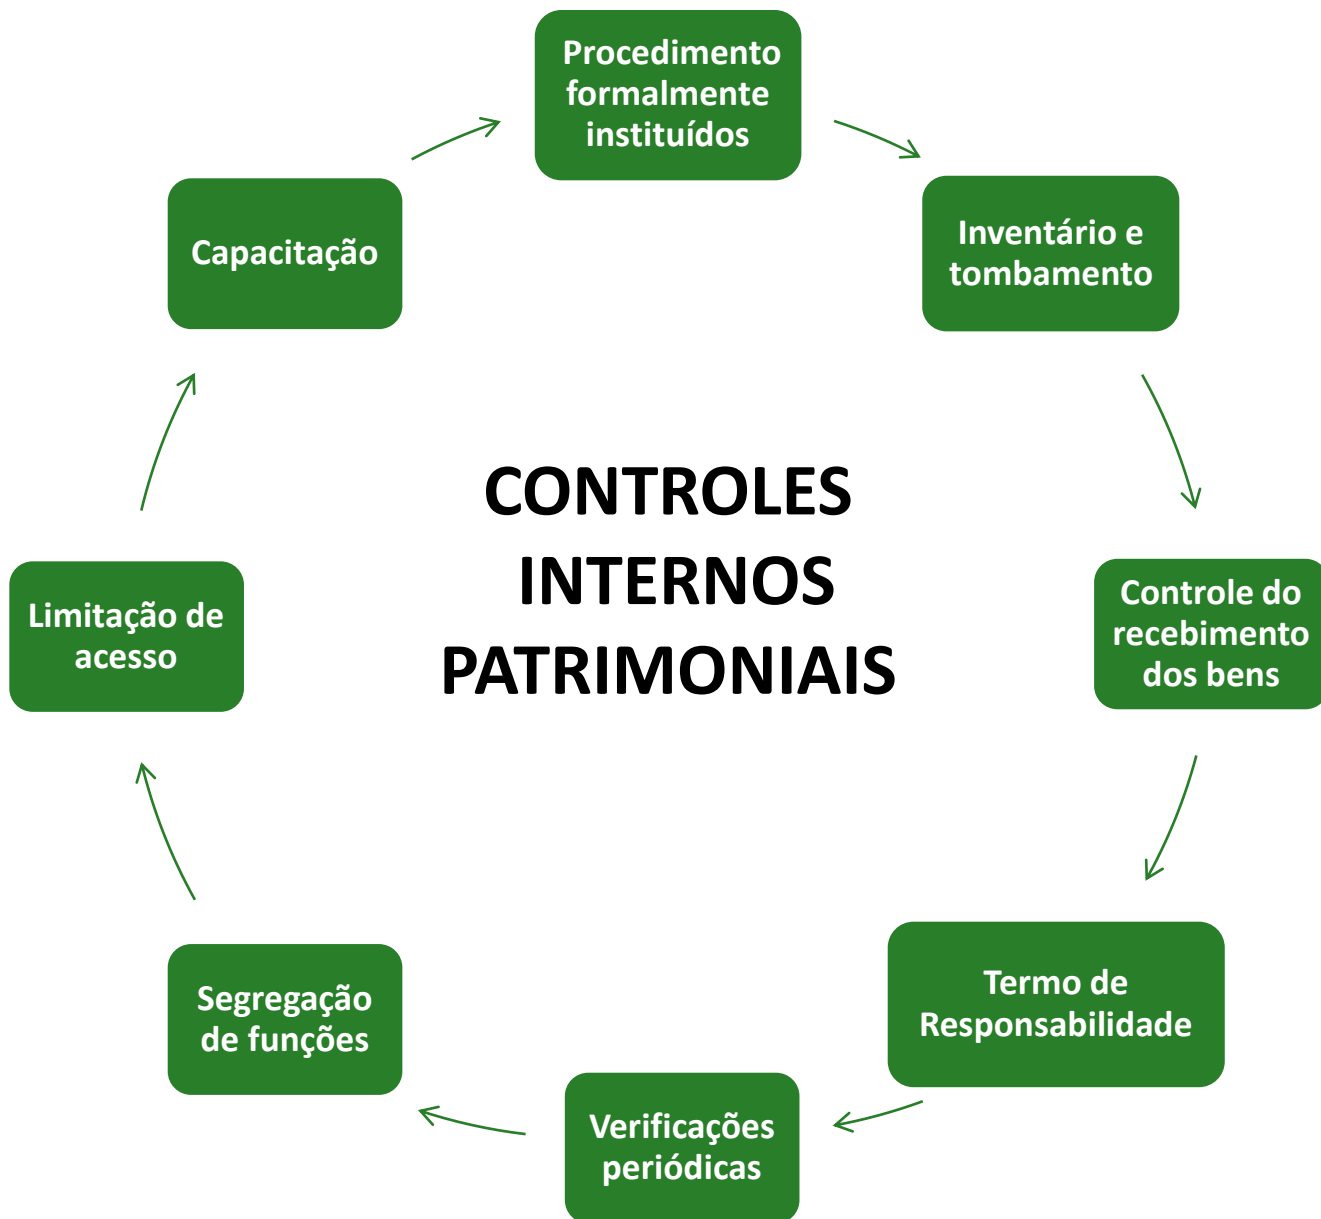 Procedimento
formalmente
instituídos
Inventário e
tombamento
Controle do
recebimento
dos bens
Termo de
Responsabilidade
Verificações
periódicas
Segregação
de funções
Limitação de
acesso
Capacitação
CONTROLES
INTERNOS
PATRIMONIAIS